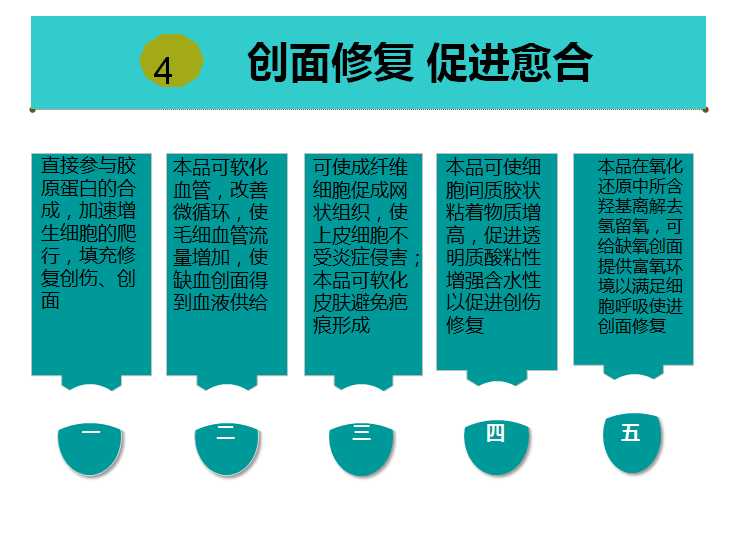 4
创面修复 促进愈合
直接参与胶
原蛋白的合
成，加速增
生细胞的爬
行，填充修
复创伤、创
面
本品可软化
血管，改善
微循环，使
毛细血管流
量增加，使
缺血创面得
到血液供给
可使成纤维
细胞促成网
状组织，使
上皮细胞不
受炎症侵害；
本品可软化
皮肤避免疤
痕形成
本品可使细
胞间质胶状
粘着物质增
高，促进透
明质酸粘性
增强含水性
以促进创伤
修复
本品在氧化
还原中所含
羟基离解去
氢留氧，可
给缺氧创面
提供富氧环
境以满足细
胞呼吸使进
创面修复
一
二
三
四
五